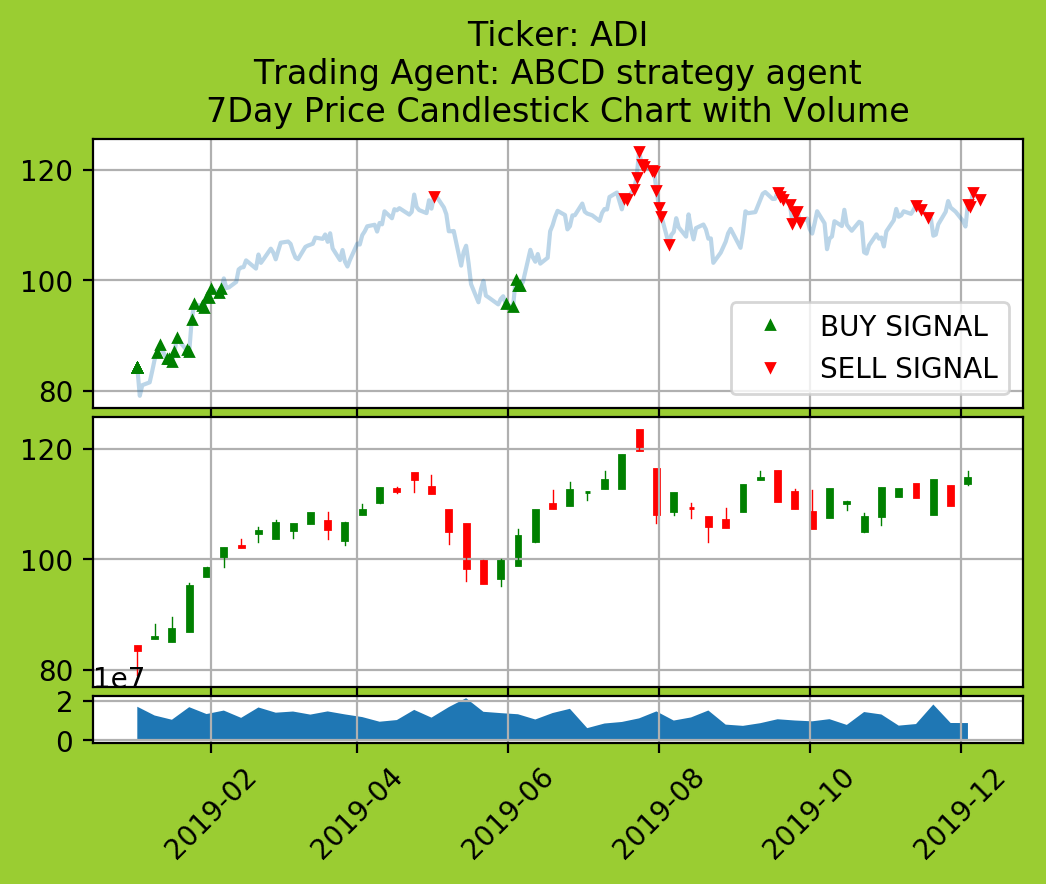 Ticker: ADI
Trading Agent: ABCD strategy agent
7Day Price Candlestick Chart with Volume
120
100
80
BUY SIGNAL
SELL SIGNAL
120
100
80
1e7
2
0
2019-02
2019-04
2019-06
2019-08
2019-10
2019-12